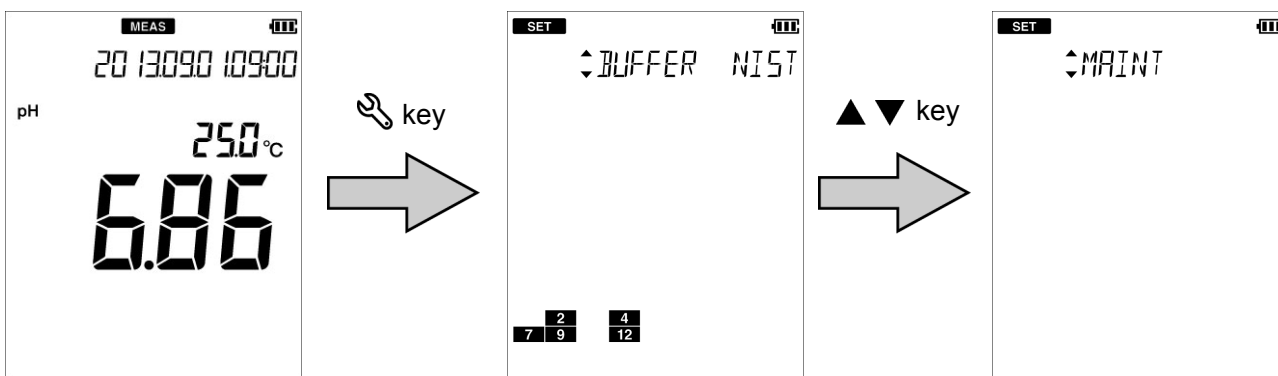 MEAS
2013.09.01.09:00
pH
25.0 °C
6.86
key
SET
BUFFER NIST
2 4
7 9 12
▲ ▼ key
SET
MAINT